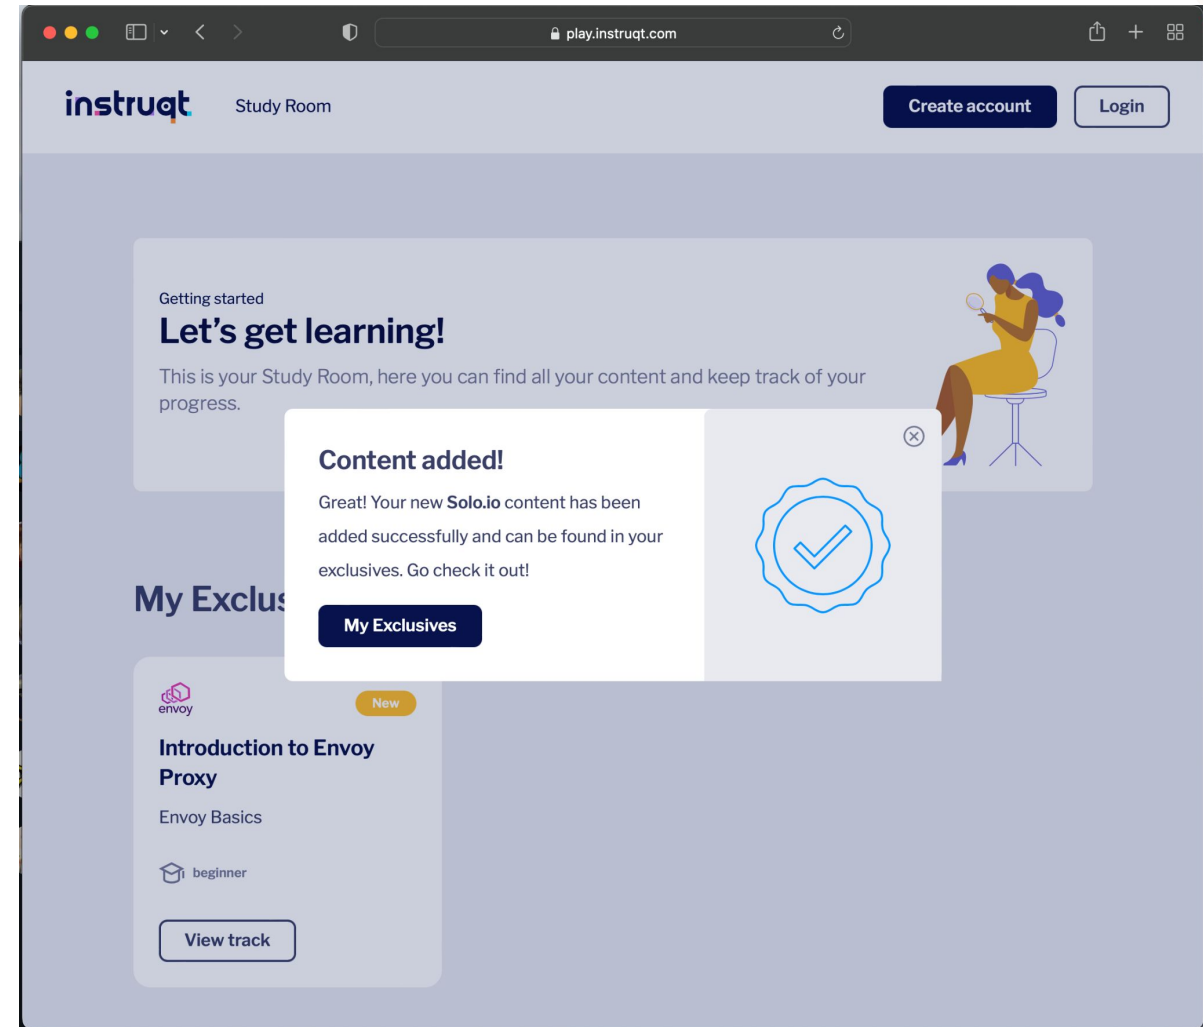 play.instruqt.com
instruqt
Study Room
Create account
Login
Getting started
Let’s get learning!
This is your Study Room, here you can find all your content and keep track of your
progress.
Content added!
Great! Your new Solo.io content has been
added successfully and can be found in your
exclusives. Go check it out!
My Exclusives
My Exclus
envoy
New
Introduction to Envoy
Proxy
Envoy Basics
beginner
View track